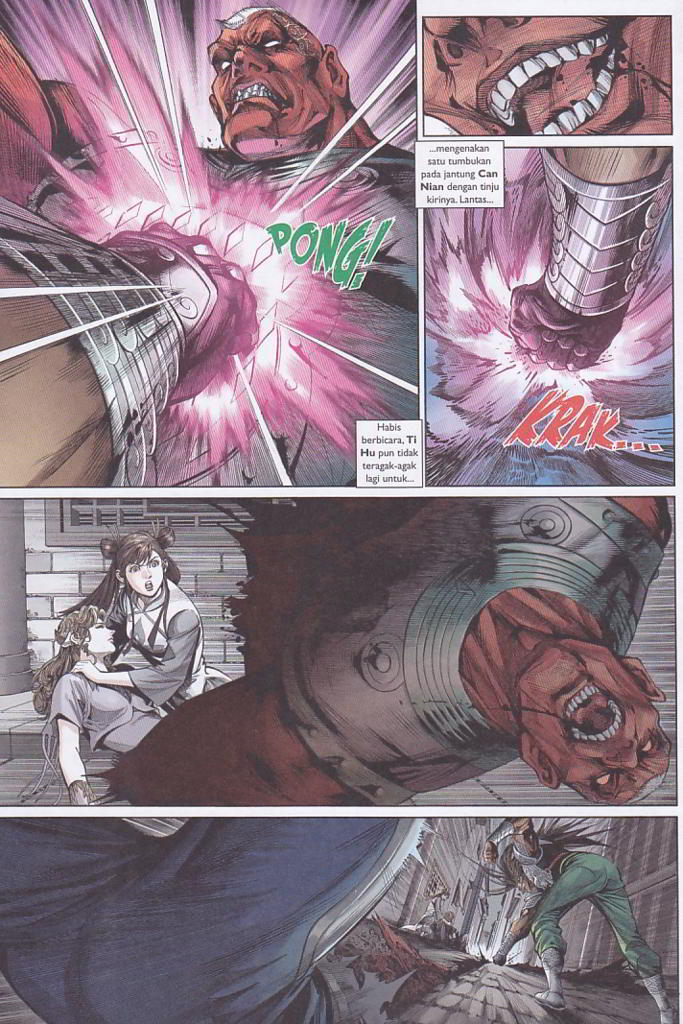 PONG!
Habis
berbicara, Ti
Hu pun tidak
teragak-agak
lagi untuk...
...mengenakan
satu tumbukan
pada jantung Can
Nian dengan tinju
kirinya. Lantas...
KRAK....